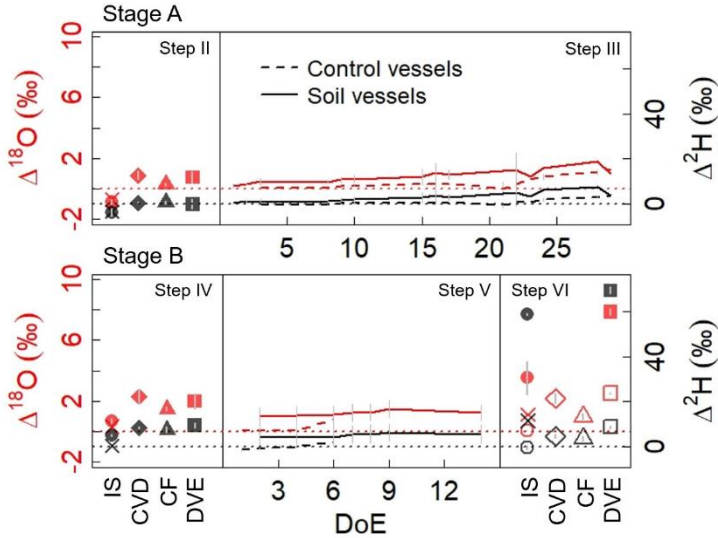 Stage A
Step II
Step III
Control vessels
Soil vessels
10
6
2
-2
Δ18O (‰)
40
0
Δ2H (‰)
5 10 15 20 25
Stage B
Step IV
Step V
Step VI
10
6
2
-2
Δ18O (‰)
40
0
Δ2H (‰)
IS CVD CF DVE
3 6 9 12
IS CVD CF DVE
DoE